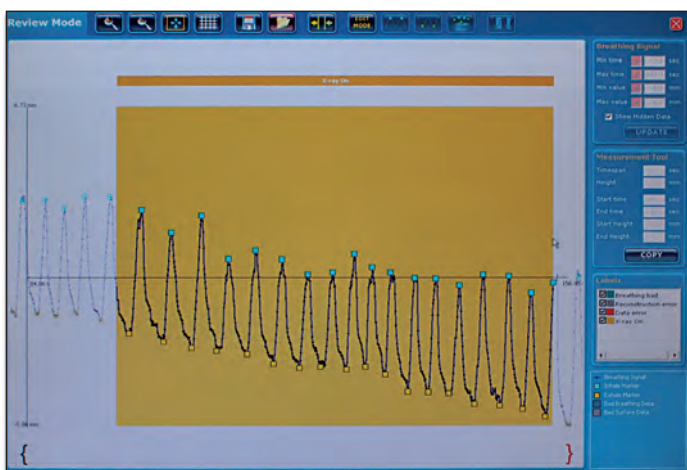 Review Mode
EDIT
MODE
X-ray On
6.73 mm
Breathing Signal
Min time sec
Max time sec
Min value mm
Max value mm
Show Hidden Data
UPDATE
Measurement Tool
Timespan sec
Height mm
Start time sec
End time sec
Start Height mm
End Height mm
COPY
Labels
Breathing bad
Reconstruction error
Data error
X-ray On
Breathing Signal
Inhale Marker
Exhale Marker
Bad Breathing Data
Bad Surface Data